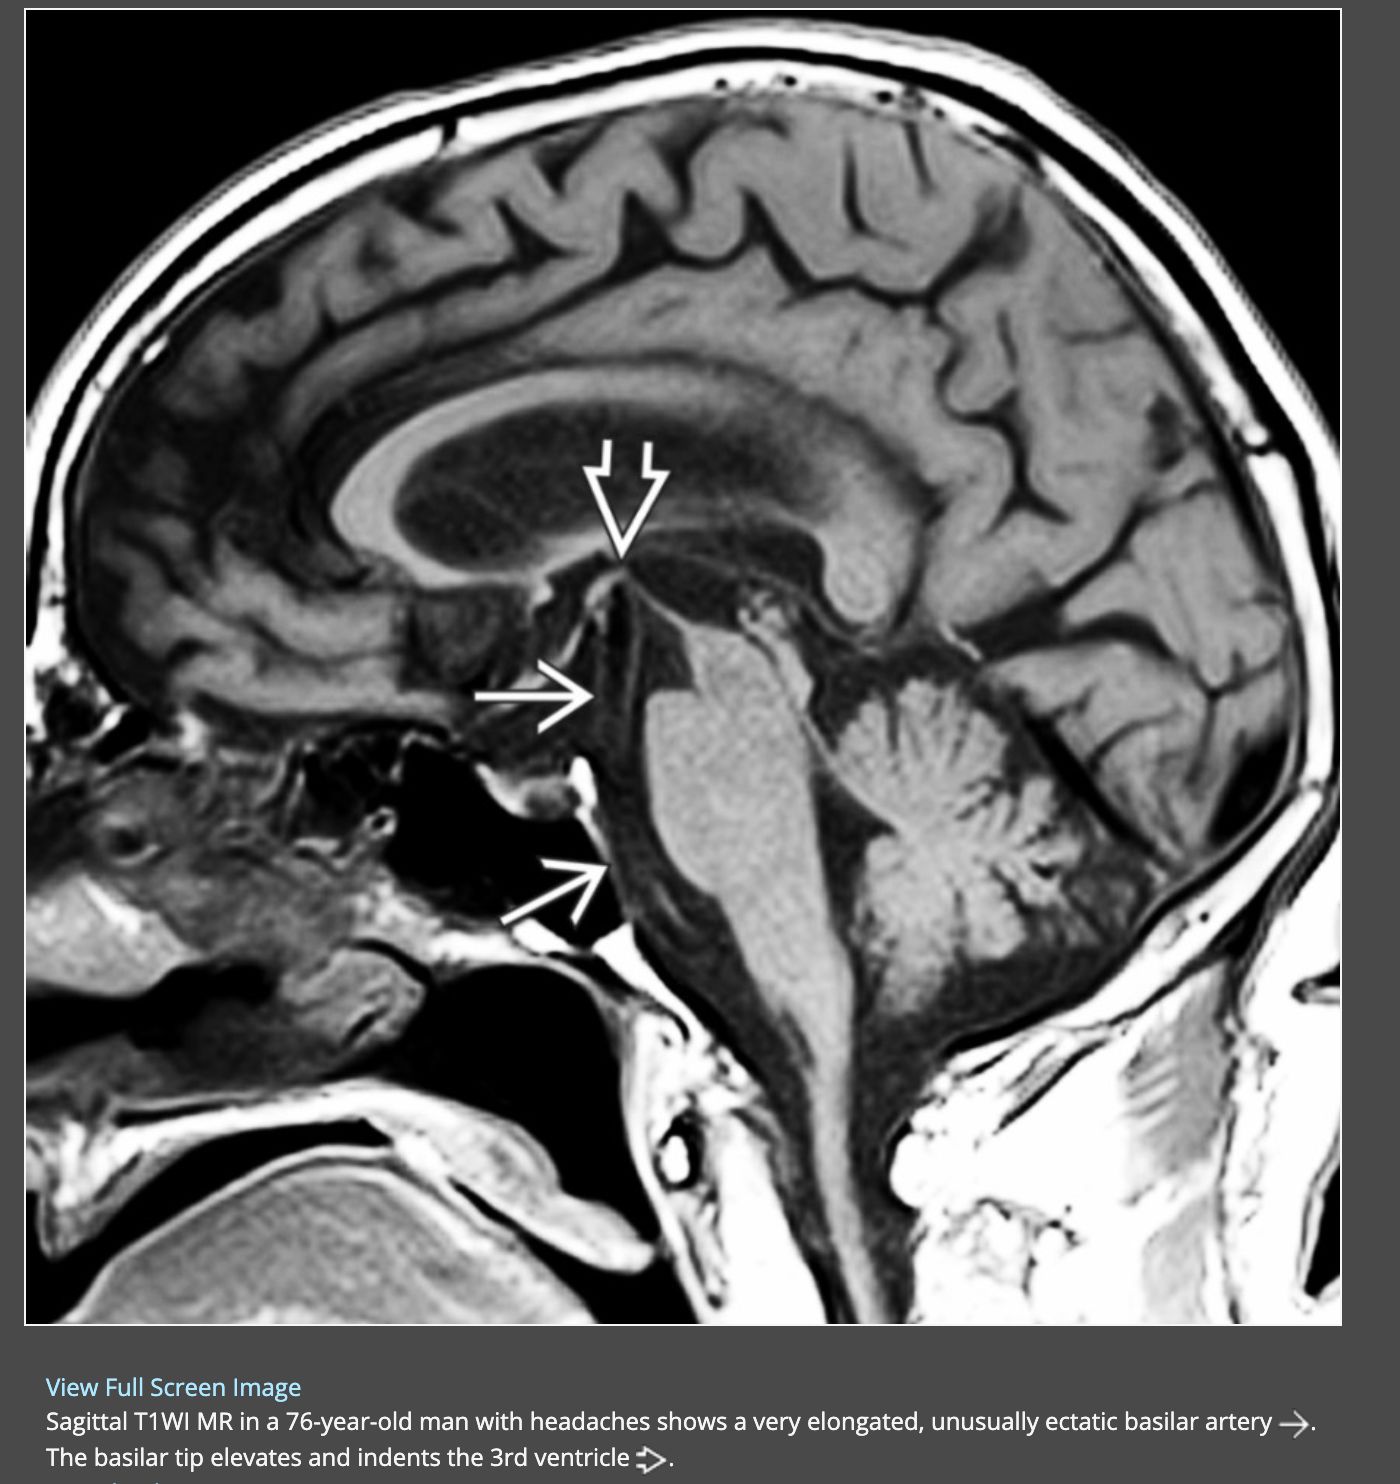 View Full Screen Image
Sagittal T1WI MR in a 76-year-old man with headaches shows a very elongated, unusually ectatic basilar artery →.
The basilar tip elevates and indents the 3rd ventricle ⇨.